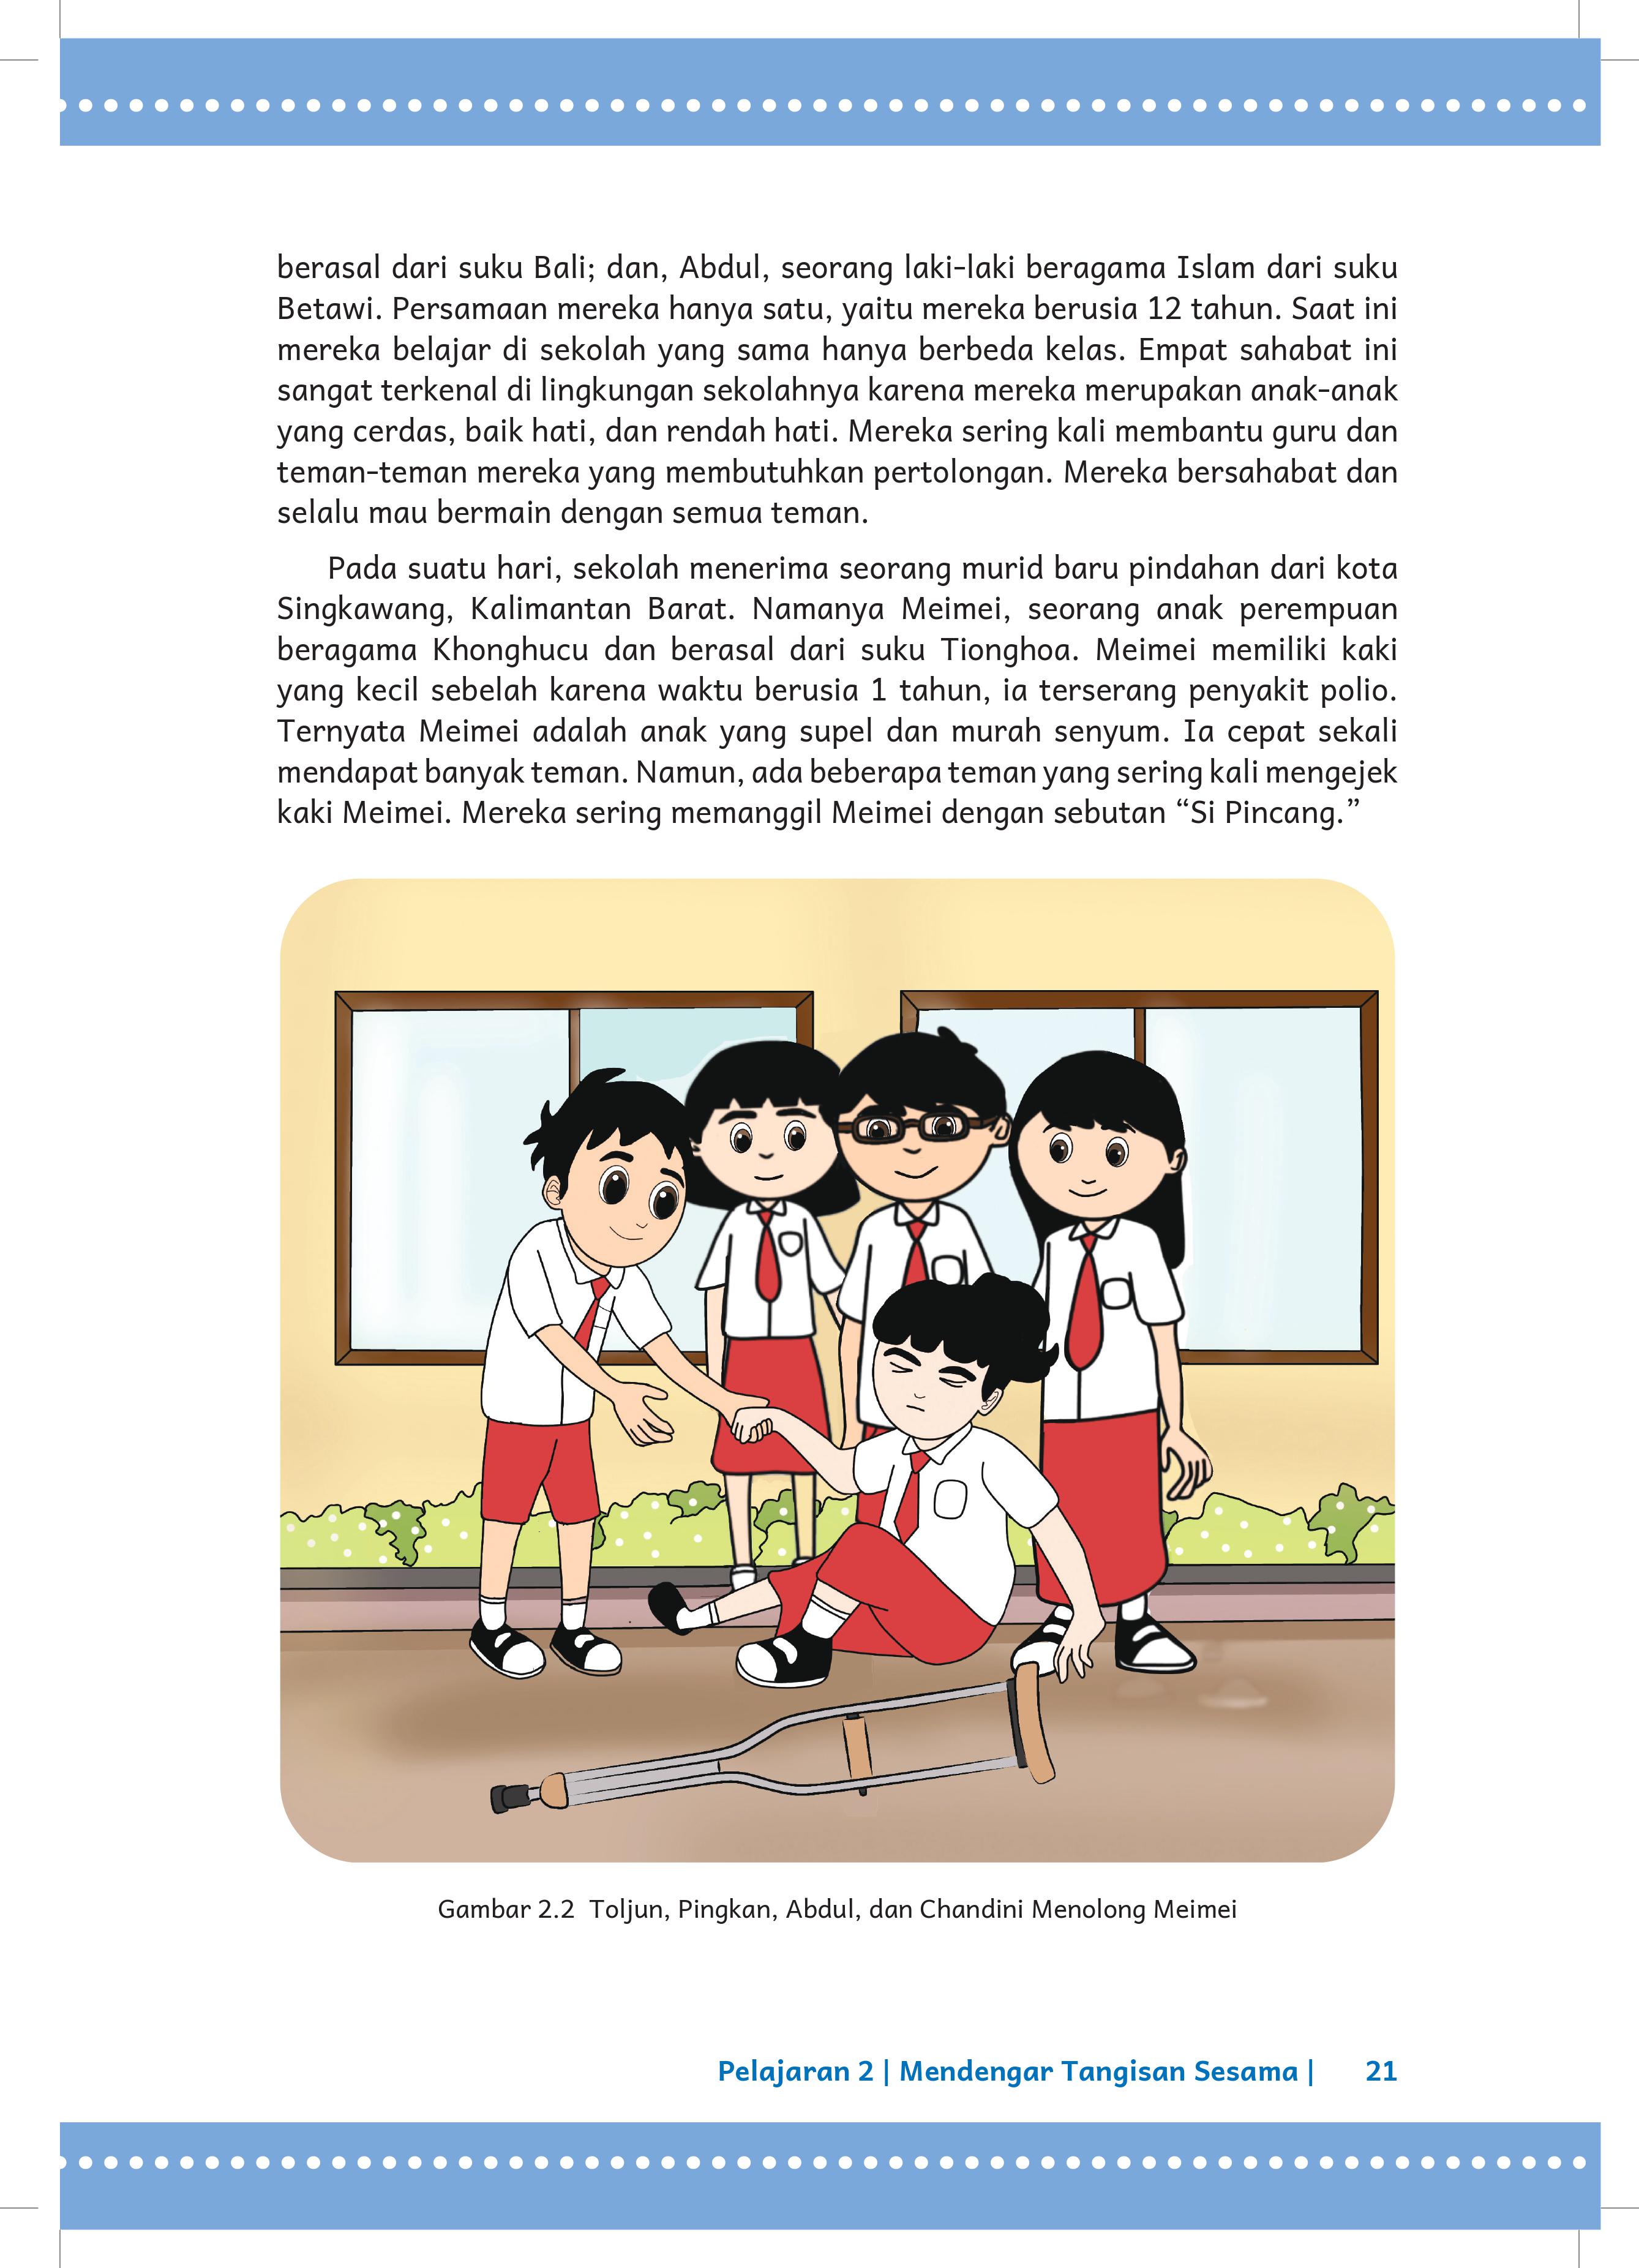 berasal dari suku Bali; dan, Abdul, seorang laki-laki beragama Islam dari suku
Betawi. Persamaan mereka hanya satu, yaitu mereka berusia 12 tahun. Saat ini
mereka belajar di sekolah yang sama hanya berbeda kelas. Empat sahabat ini
sangat terkenal di lingkungan sekolahnya karena mereka merupakan anak-anak
yang cerdas, baik hati, dan rendah hati. Mereka sering kali membantu guru dan
teman-teman mereka yang membutuhkan pertolongan. Mereka bersahabat dan
selalu mau bermain dengan semua teman.
Pada suatu hari, sekolah menerima seorang murid baru pindahan dari kota
Singkawang, Kalimantan Barat. Namanya Meimei, seorang anak perempuan
beragama Khonghucu dan berasal dari suku Tionghoa. Meimei memiliki kaki
yang kecil sebelah karena waktu berusia 1 tahun, ia terserang penyakit polio.
Ternyata Meimei adalah anak yang supel dan murah senyum. Ia cepat sekali
mendapat banyak teman. Namun, ada beberapa teman yang sering kali mengejek
kaki Meimei. Mereka sering memanggil Meimei dengan sebutan “Si Pincang.”
Gambar 2.2 Toljun, Pingkan, Abdul, dan Chandini Menolong Meimei
Pelajaran 2 | Mendengar Tangisan Sesama | 21